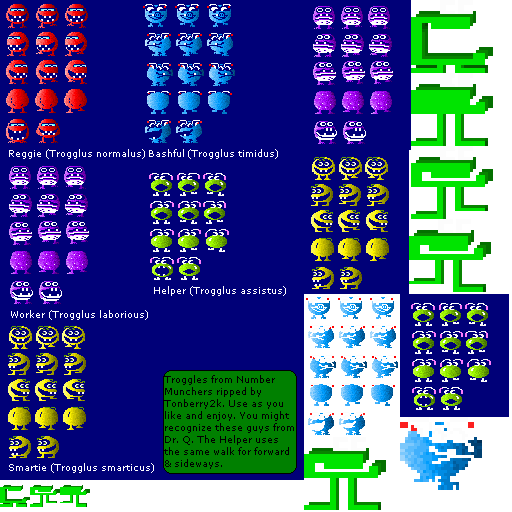 Reggie (Trogglus normalus)
Bashful (Trogglus timidus)
Helper (Trogglus assistus)
Worker (Trogglus laborious)
Smartie (Trogglus smarticus)
Troggles from Number
Munchers ripped by
Tonberry2k. Use as you
like and enjoy. You might
recognize these guys from
Dr. Q. The Helper uses
the same walk for forward
& sideways.